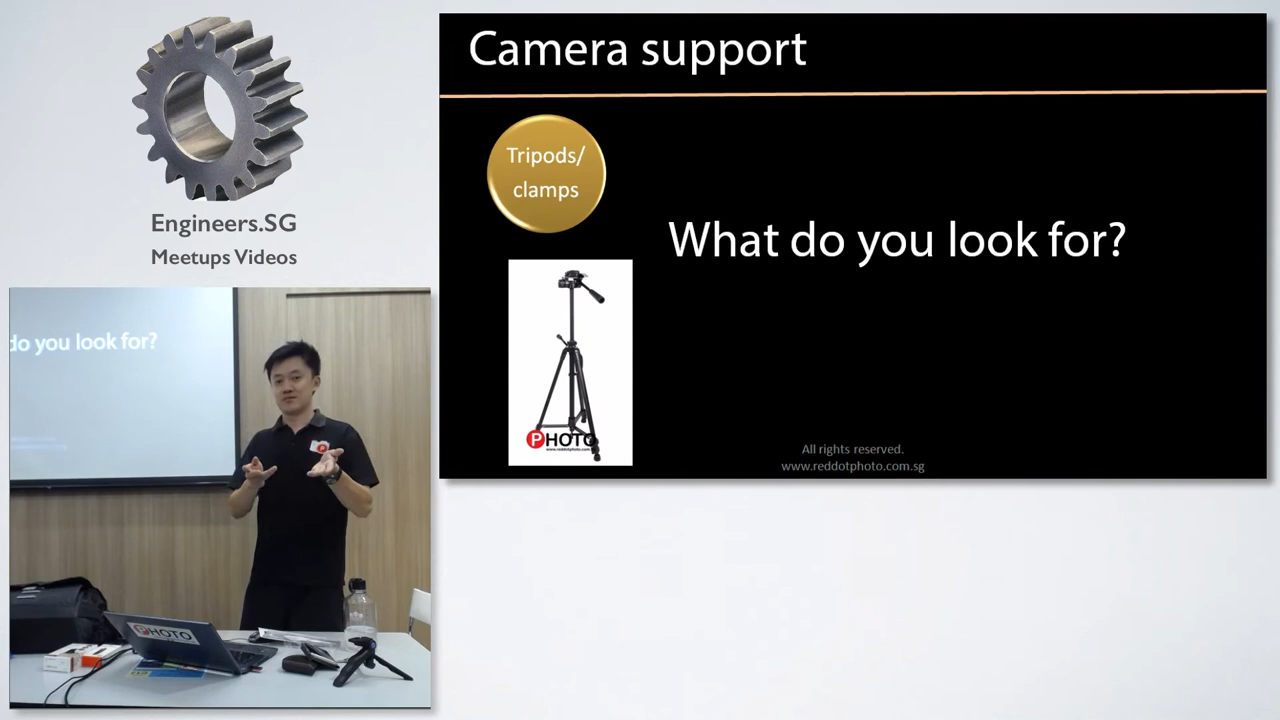 Engineers.SG
Meetups Videos
Camera support
Tripods/
clamps
What do you look for?
PHOTO
www.reddotphoto.com.sg
All rights reserved.
www.reddotphoto.com.sg
do you look for?
PHOTO